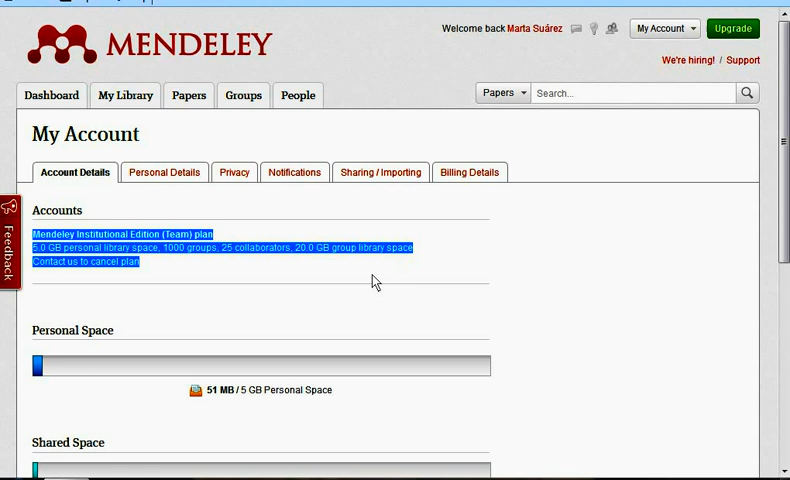 MENDELEY
Welcome back Marta Suárez
My Account
Upgrade
We're hiring! / Support
Dashboard
My Library
Papers
Groups
People
Papers
Search...
My Account
Account Details
Personal Details
Privacy
Notifications
Sharing / Importing
Billing Details
Feedback
Accounts
Mendeley Institutional Edition (Team) plan
5.0 GB personal library space, 1000 groups, 25 collaborators, 20.0 GB group library space
Contact us to cancel plan
Personal Space
51 MB / 5 GB Personal Space
Shared Space